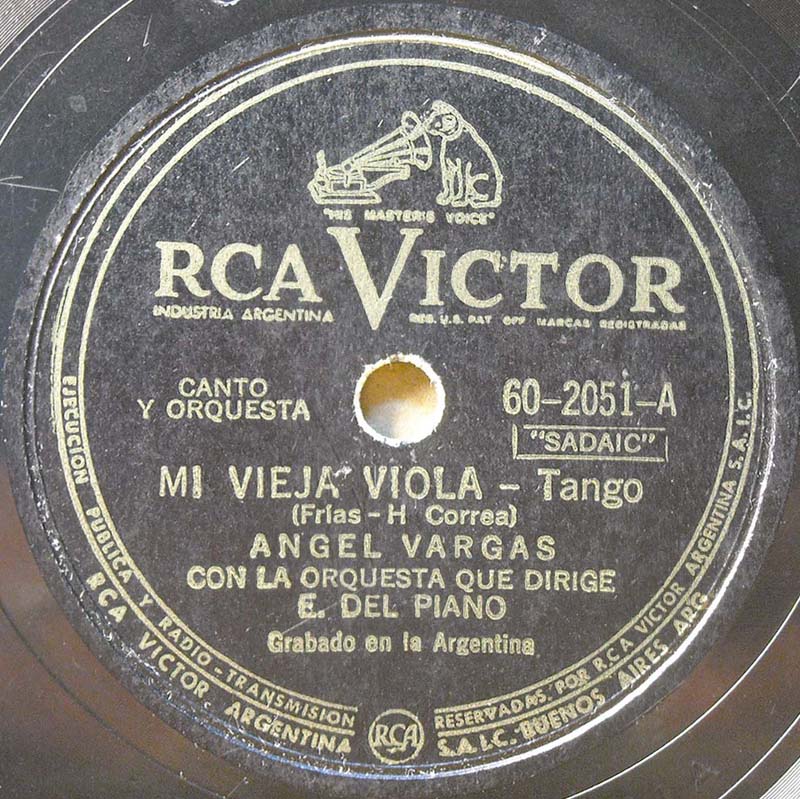 "HIS MASTER'S VOICE"
RCA VICTOR
INDUSTRIA ARGENTINA
REG. U.S. PAT OFF MARCAS REGISTRADAS
CANTO
Y ORQUESTA
60-2051-A
"SADAIC"
MI VIEJA VIOLA - Tango
(Frías - H Correa)
ANGEL VARGAS
CON LA ORQUESTA QUE DIRIGE
E. DEL PIANO
Grabado en la Argentina
EJECUCION PUBLICA Y RADIO-TRANSMISION RESERVADAS POR R.C.A VICTOR ARGENTINA S.A.I.C.
RCA VICTOR ARGENTINA S.A.I.C. BUENOS AIRES ARG
RCA